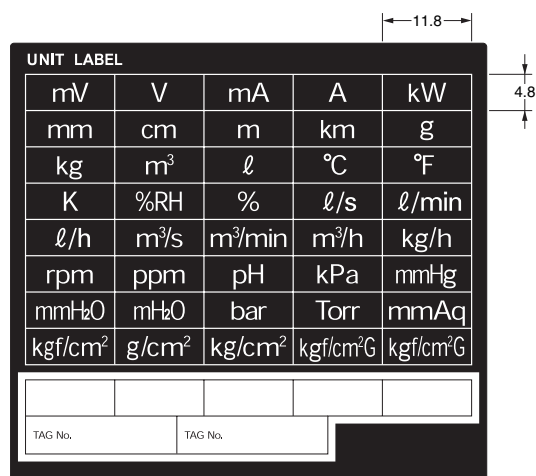 11.8
UNIT LABEL
mV V mA A kW
4.8
mm cm m km g
kg m³ ℓ °C °F
K %RH % ℓ/s ℓ/min
ℓ/h m³/s m³/min m³/h kg/h
rpm ppm pH kPa mmHg
mmH₂O mH₂O bar Torr mmAq
kgf/cm² g/cm² kg/cm² kgf/cm²G kgf/cm²G
TAG No. TAG No.